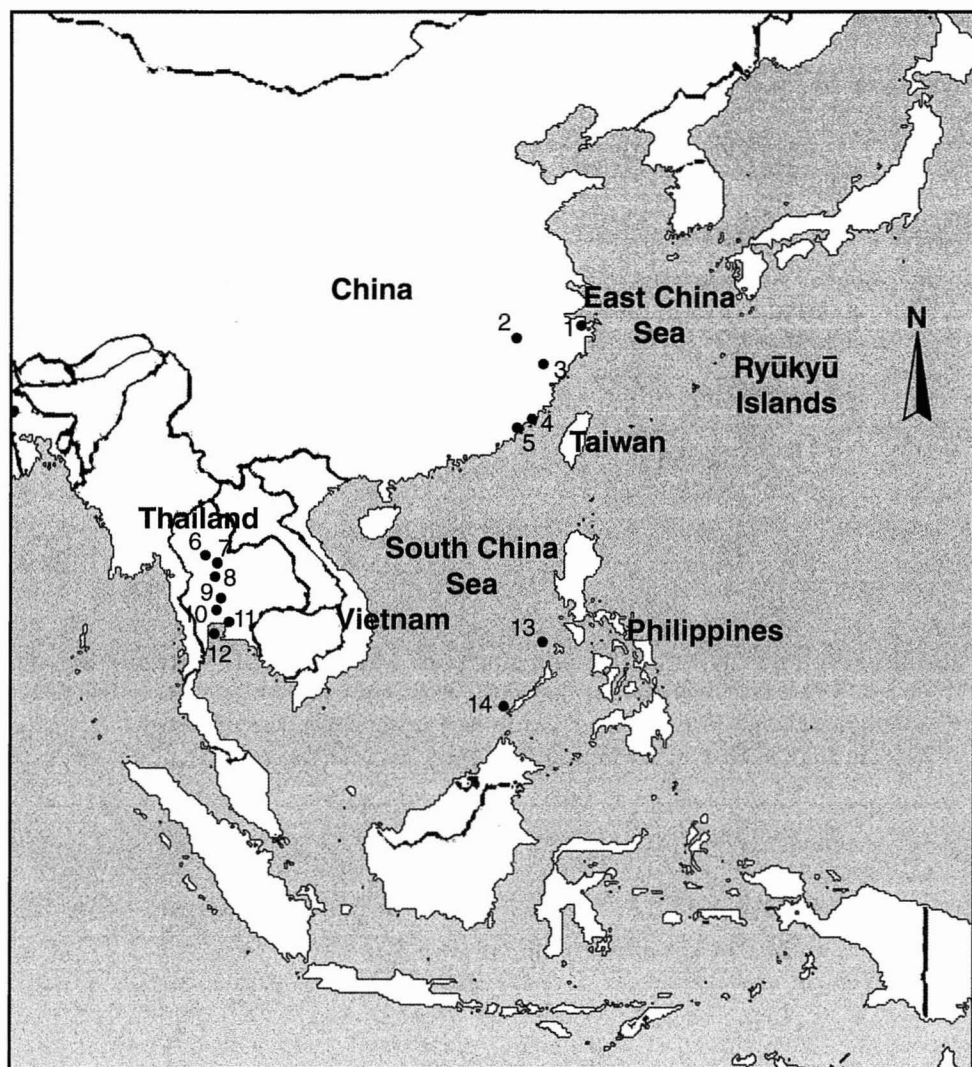 China
East China
Sea
N
1
2
3
Ryūkyū
Islands
4
5
Taiwan
Thailand
6
7
South China
Sea
8
9
0
11
Vietnam
12
13
Philippines
14